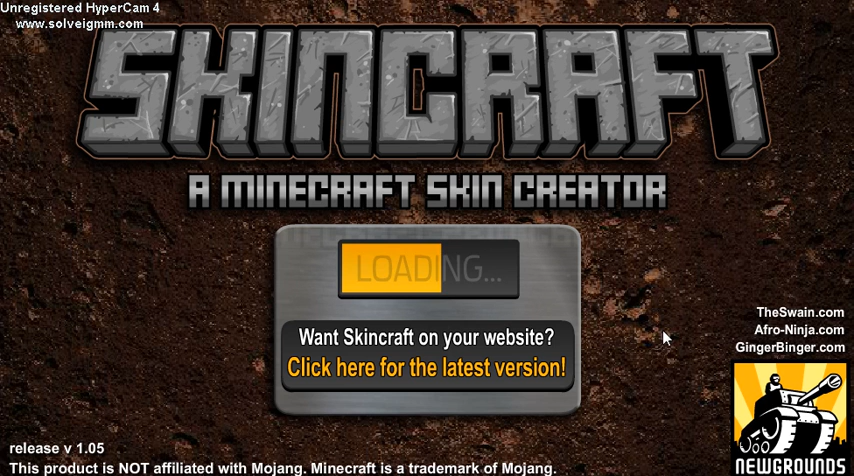 Unregistered HyperCam 4
www.solveigmm.com
SKINCRAFT
A MINECRAFT SKIN CREATOR
LOADING...
Want Skincraft on your website?
Click here for the latest version!
TheSwain.com
Afro-Ninja.com
GingerBinger.com
NEWGROUNDS
release v 1.05
This product is NOT affiliated with Mojang. Minecraft is a trademark of Mojang.